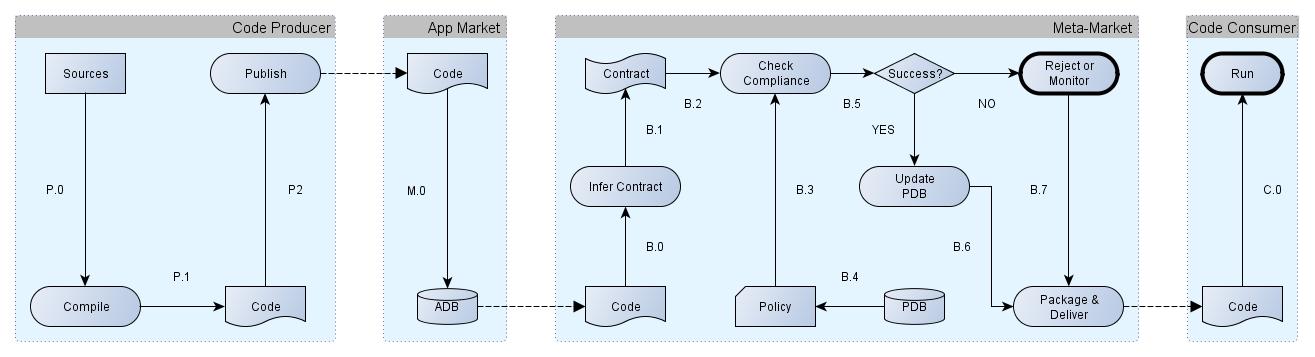 Code Producer
App Market
Meta-Market
Code Consumer
Sources
Publish
Code
Contract
Check
Compliance
Success?
Reject or
Monitor
Run
B.2
B.5
NO
B.1
YES
P.0
P2
M.0
Infer Contract
B.3
Update
PDB
B.7
C.0
B.0
B.6
P.1
B.4
Compile
Code
ADB
Code
Policy
PDB
Package &
Deliver
Code